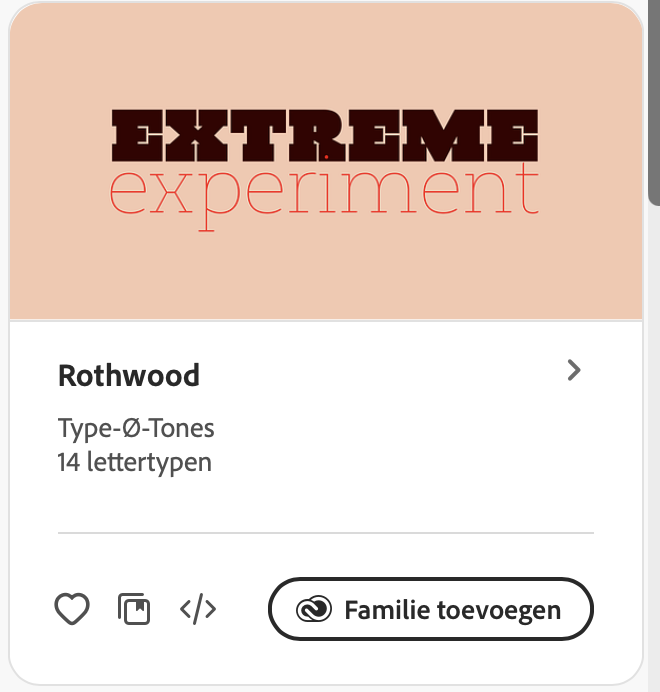 EXTREME
experiment
Rothwood
Type-Ø-Tones
14 lettertypen
Familie toevoegen